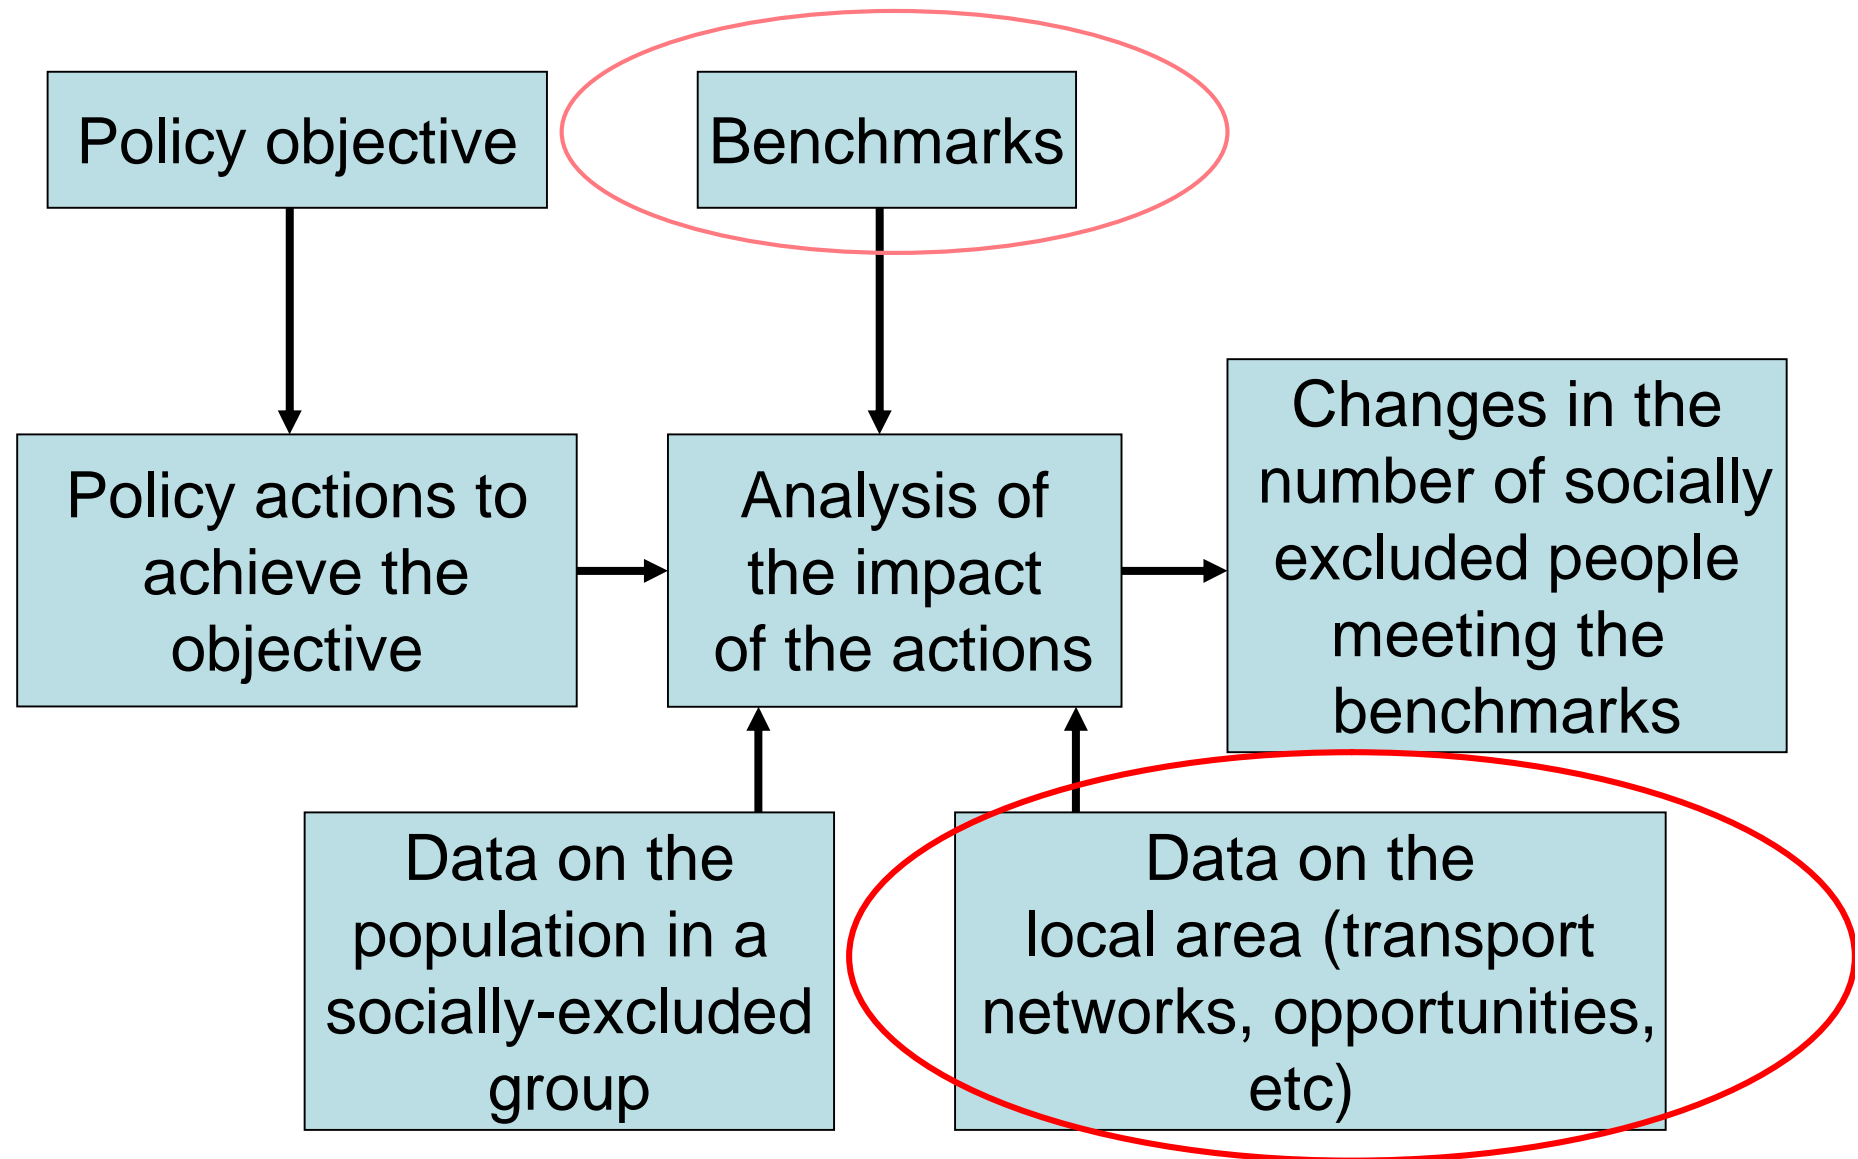 Policy objective
Benchmarks
Policy actions to
achieve the
objective
Analysis of
the impact
of the actions
Changes in the
number of socially
excluded people
meeting the
benchmarks
Data on the
population in a
socially-excluded
group
Data on the
local area (transport
networks, opportunities,
etc)